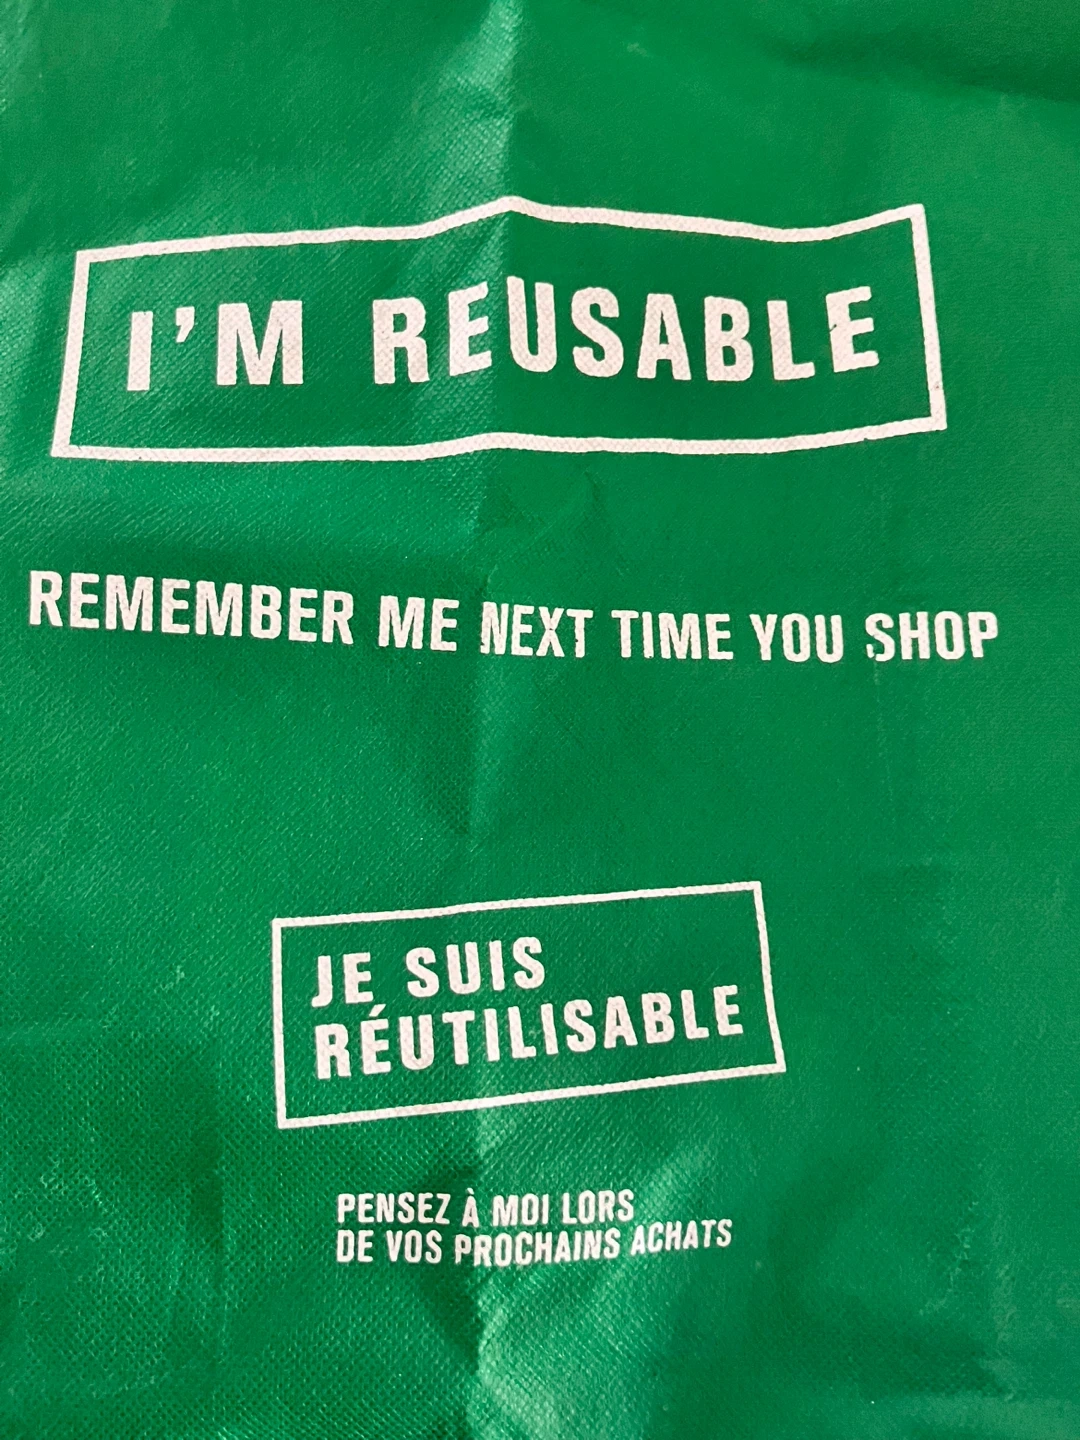 I'M REUSABLE
REMEMBER ME NEXT TIME YOU SHOP
JE SUIS
RÉUTILISABLE
PENSEZ À MOI LORS
DE VOS PROCHAINS ACHATS